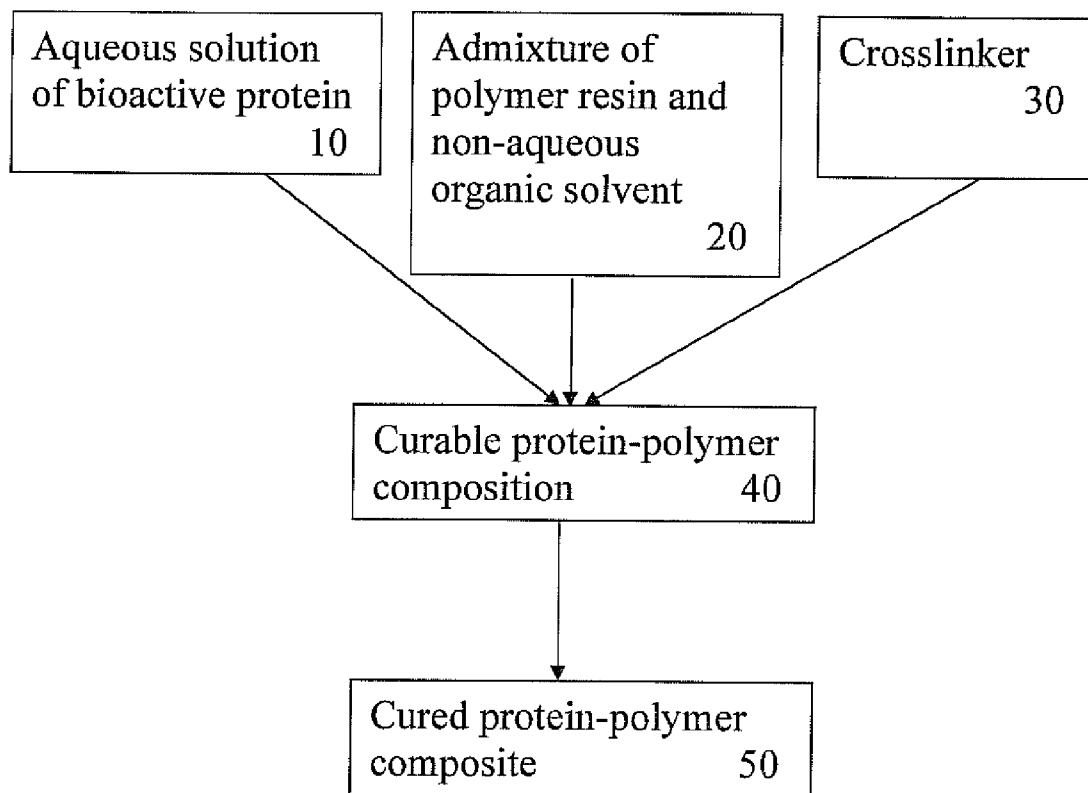 Aqueous solution
of bioactive protein
10
Admixture of
polymer resin and
non-aqueous
organic solvent
20
Crosslinker
30
Curable protein-polymer
composition 40
Cured protein-polymer
composite 50